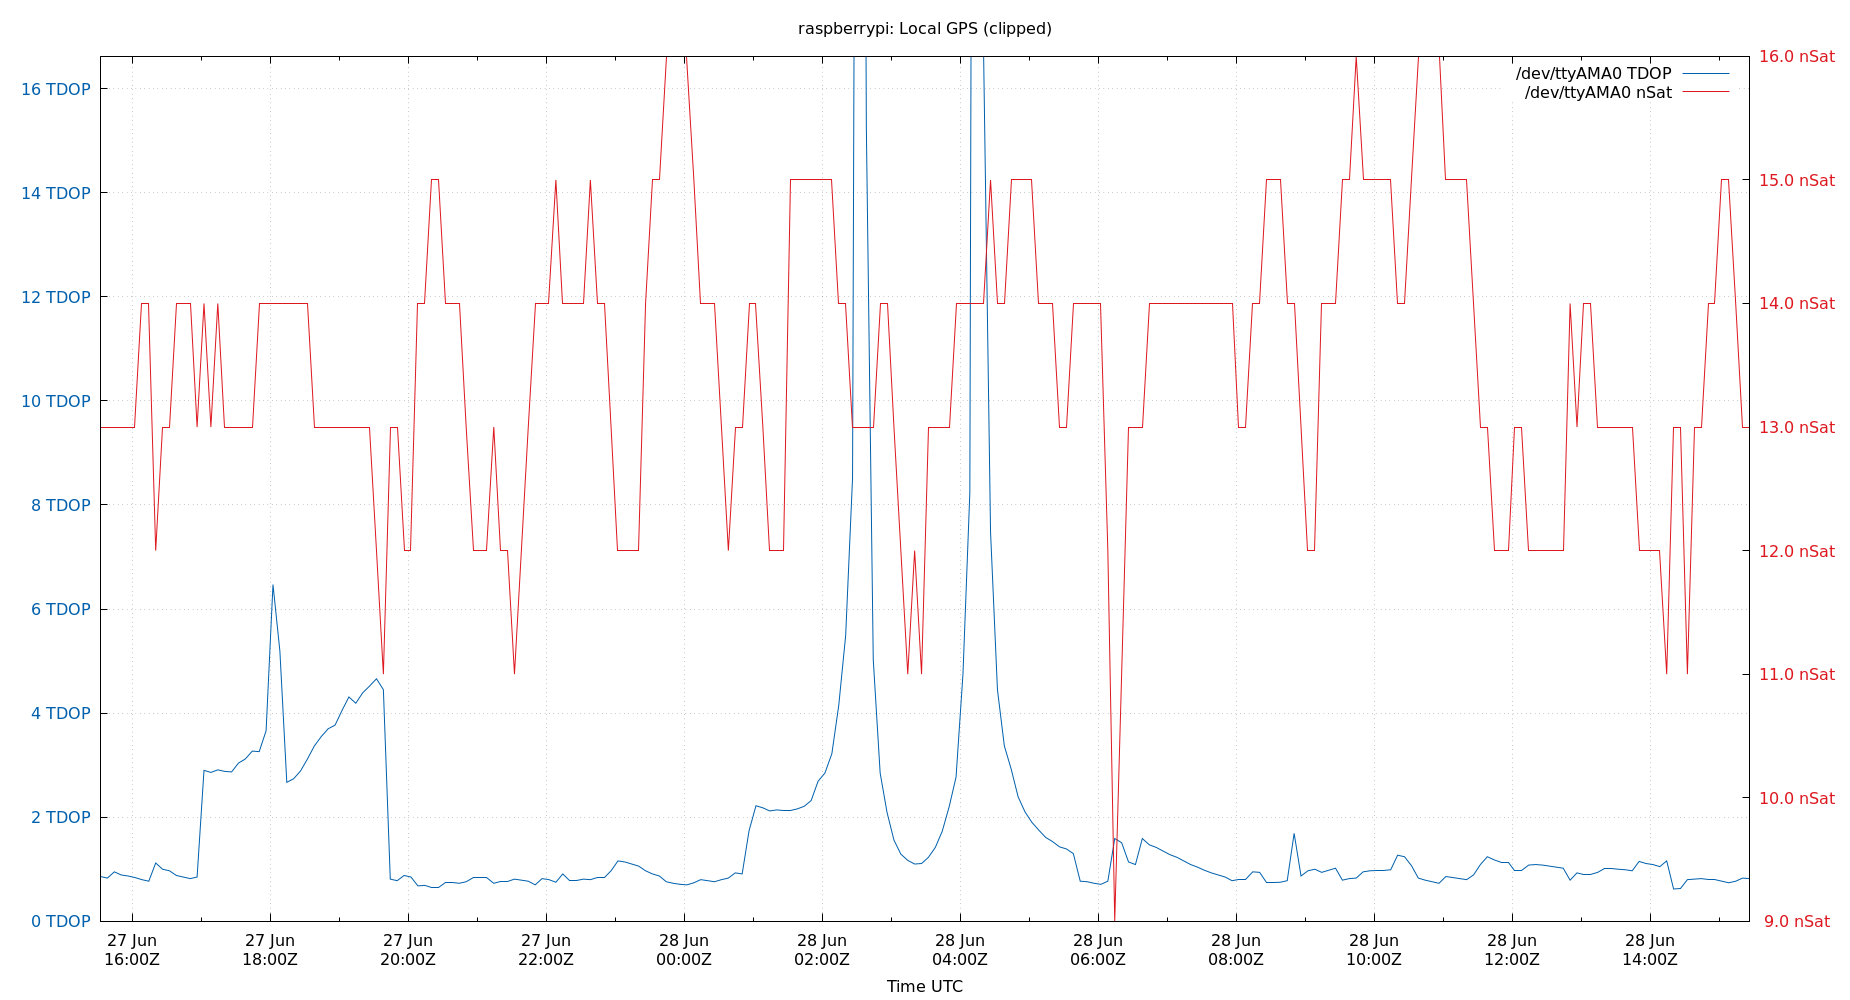 raspberrypi: Local GPS (clipped)
16.0 nSat
/dev/ttyAMA0 TDOP
16 TDOP
/dev/ttyAMA0 nSat
14 TDOP
15.0 nSat
12 TDOP
14.0 nSat
10 TDOP
13.0 nSat
8 TDOP
12.0 nSat
6 TDOP
11.0 nSat
4 TDOP
10.0 nSat
2 TDOP
0 TDOP
9.0 nSat
27 Jun 27 Jun 27 Jun 27 Jun 28 Jun 28 Jun 28 Jun 28 Jun 28 Jun 28 Jun 28 Jun 28 Jun
16:00Z 18:00Z 20:00Z 22:00Z 00:00Z 02:00Z 04:00Z 06:00Z 08:00Z 10:00Z 12:00Z 14:00Z
Time UTC